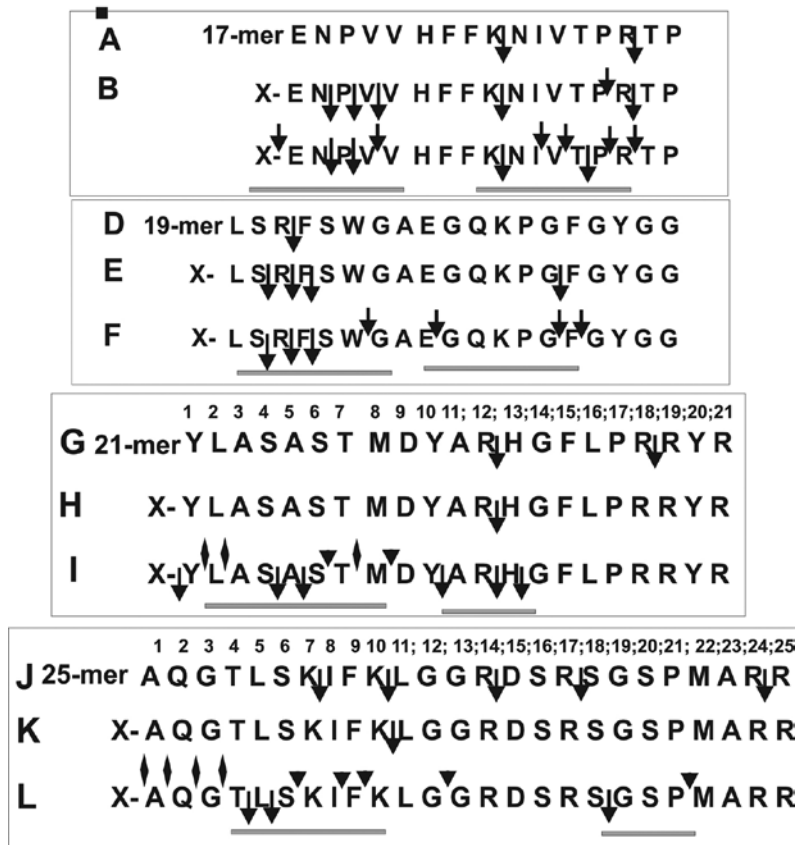 A 17-mer E N P V V H F F K N I V T P R T P
B X- E N P V V H F F K N I V T P R T P
X- E N P V V H F F K N I V T P R T P
D 19-mer L S R F S W G A E G Q K P G F G Y G G
E X- L S R F S W G A E G Q K P G F G Y G G
F X- L S R F S W G A E G Q K P G F G Y G G
1 2 3 4 5 6 7 8 9 10 11; 12; 13;14;15;16;17;18;19;20;21
G 21-mer Y L A S A S T M D Y A R H G F L P R R Y R
H X- Y L A S A S T M D Y A R H G F L P R R Y R
I X- Y L A S A S T M D Y A R H G F L P R R Y R
1 2 3 4 5 6 7 8 9 10 11; 12; 13;14;15;16;17;18;19;20;21; 22;23;24;25
J 25-mer A Q G T L S K I F K L G G R D S R S G S P M A R R
K X- A Q G T L S K I F K L G G R D S R S G S P M A R R
L X- A Q G T L S K I F K L G G R D S R S G S P M A R R